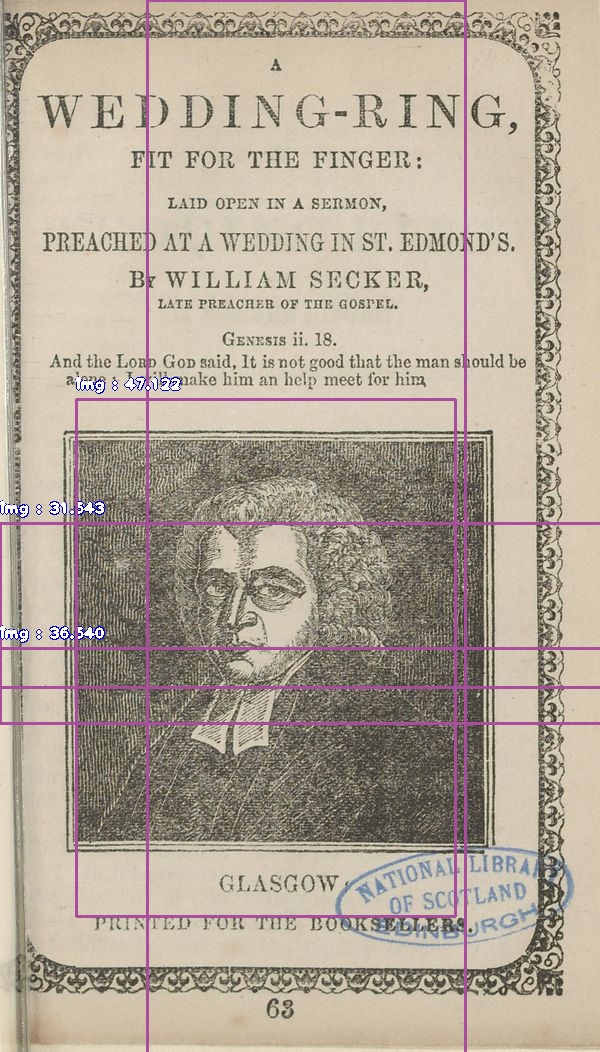 A
WEDDING-RING,
FIT FOR THE FINGER:
LAID OPEN IN A SERMON,
PREACHED AT A WEDDING IN ST. EDMOND'S.
By WILLIAM SECKER,
LATE PREACHER OF THE GOSPEL.
GENESIS ii. 18.
And the LORD GOD said, It is not good that the man should be
alone I will make him an help meet for him
img : 47.122
img : 31.543
img : 36.540
GLASGOW:
NATIONAL LIBRARY
OF SCOTLAND
EDINBURGH
PRINTED FOR THE BOOKSELLERS.
63